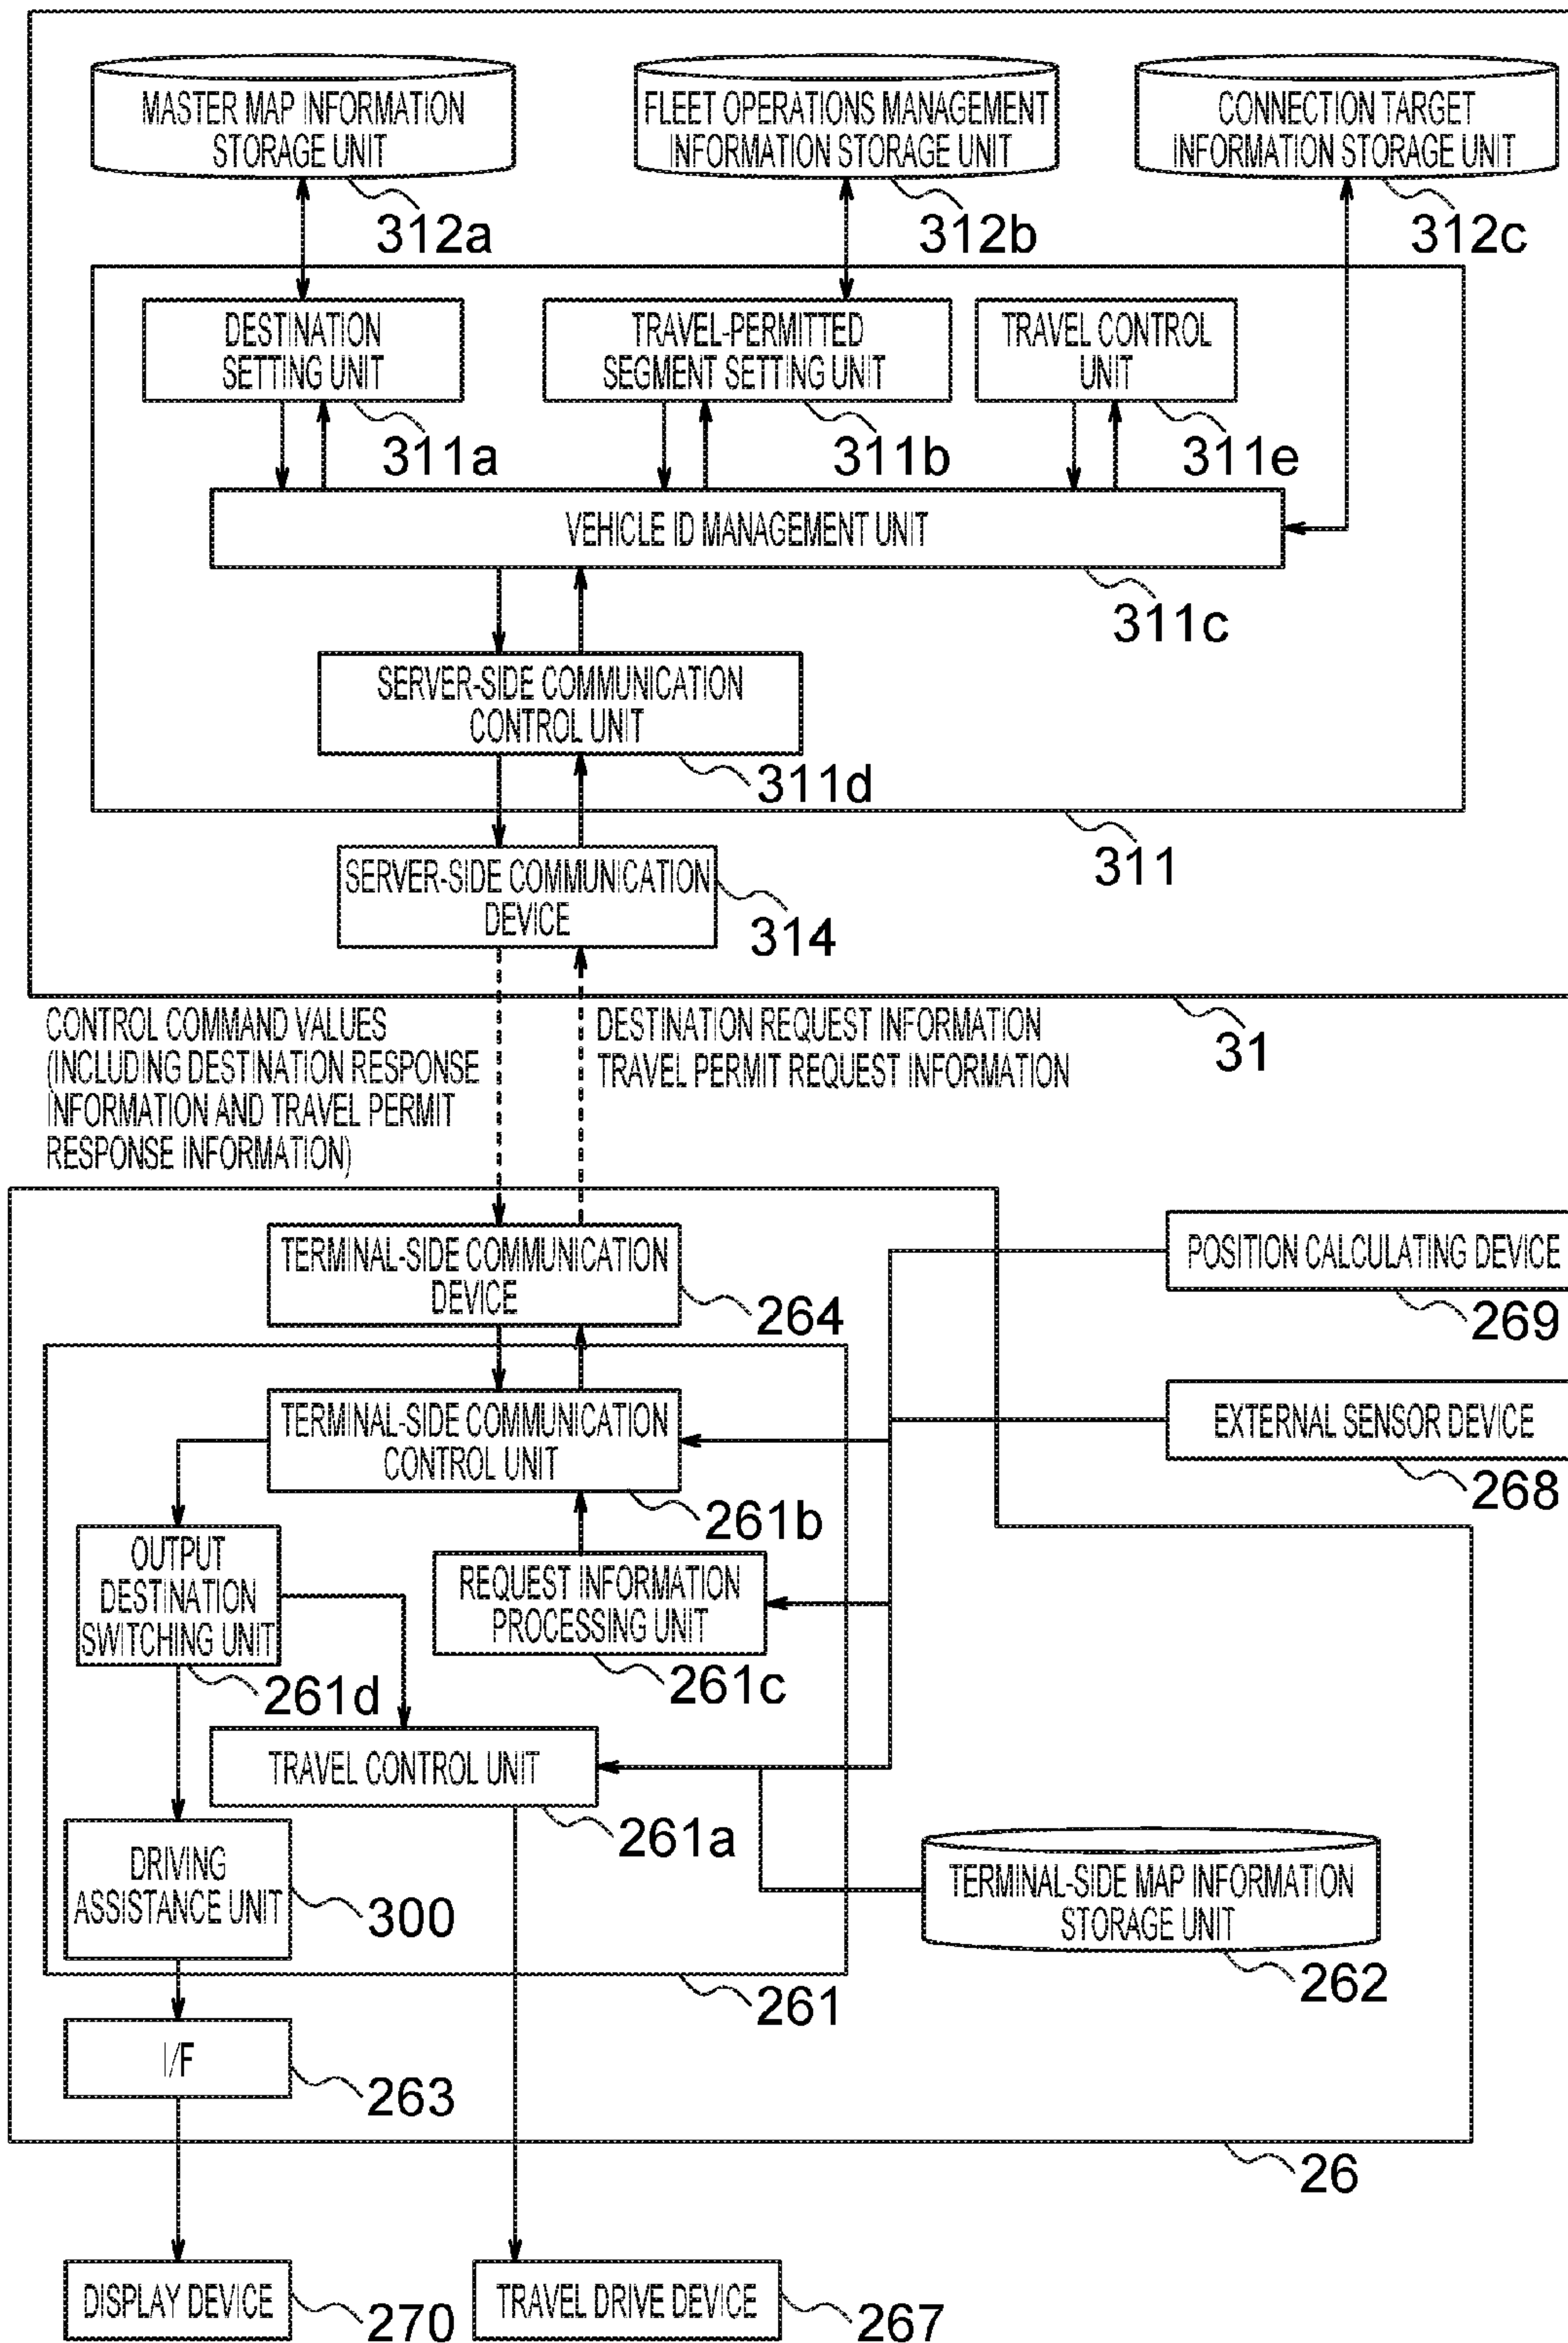 MASTER MAP INFORMATION
STORAGE UNIT
312a
FLEET OPERATIONS MANAGEMENT
INFORMATION STORAGE UNIT
312b
CONNECTION TARGET
INFORMATION STORAGE UNIT
312c
DESTINATION
SETTING UNIT
311a
TRAVEL-PERMITTED
SEGMENT SETTING UNIT
311b
TRAVEL CONTROL
UNIT
311e
VEHICLE ID MANAGEMENT UNIT
311c
SERVER-SIDE COMMUNICATION
CONTROL UNIT
311d
311
SERVER-SIDE COMMUNICATION
DEVICE
314
31
CONTROL COMMAND VALUES
(INCLUDING DESTINATION RESPONSE
INFORMATION AND TRAVEL PERMIT
RESPONSE INFORMATION)
DESTINATION REQUEST INFORMATION
TRAVEL PERMIT REQUEST INFORMATION
TERMINAL-SIDE COMMUNICATION
DEVICE
264
POSITION CALCULATING DEVICE
269
TERMINAL-SIDE COMMUNICATION
CONTROL UNIT
261b
EXTERNAL SENSOR DEVICE
268
OUTPUT
DESTINATION
SWITCHING UNIT
261d
REQUEST INFORMATION
PROCESSING UNIT
261c
TRAVEL CONTROL UNIT
261a
DRIVING
ASSISTANCE UNIT
300
TERMINAL-SIDE MAP INFORMATION
STORAGE UNIT
262
261
I/F
263
26
DISPLAY DEVICE
270
TRAVEL DRIVE DEVICE
267